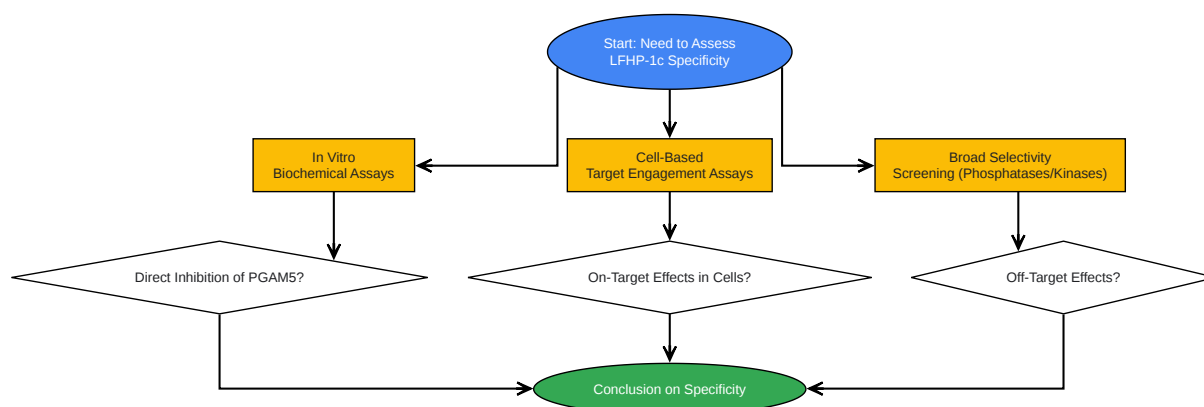 Start: Need to Assess
LFHP-1c Specificity
In Vitro
Biochemical Assays
Cell-Based
Target Engagement Assays
Broad Selectivity
Screening (Phosphatases/Kinases)
Direct Inhibition of PGAM5?
On-Target Effects in Cells?
Off-Target Effects?
Conclusion on Specificity